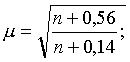 μ = √((n + 0,56)/(n + 0,14));